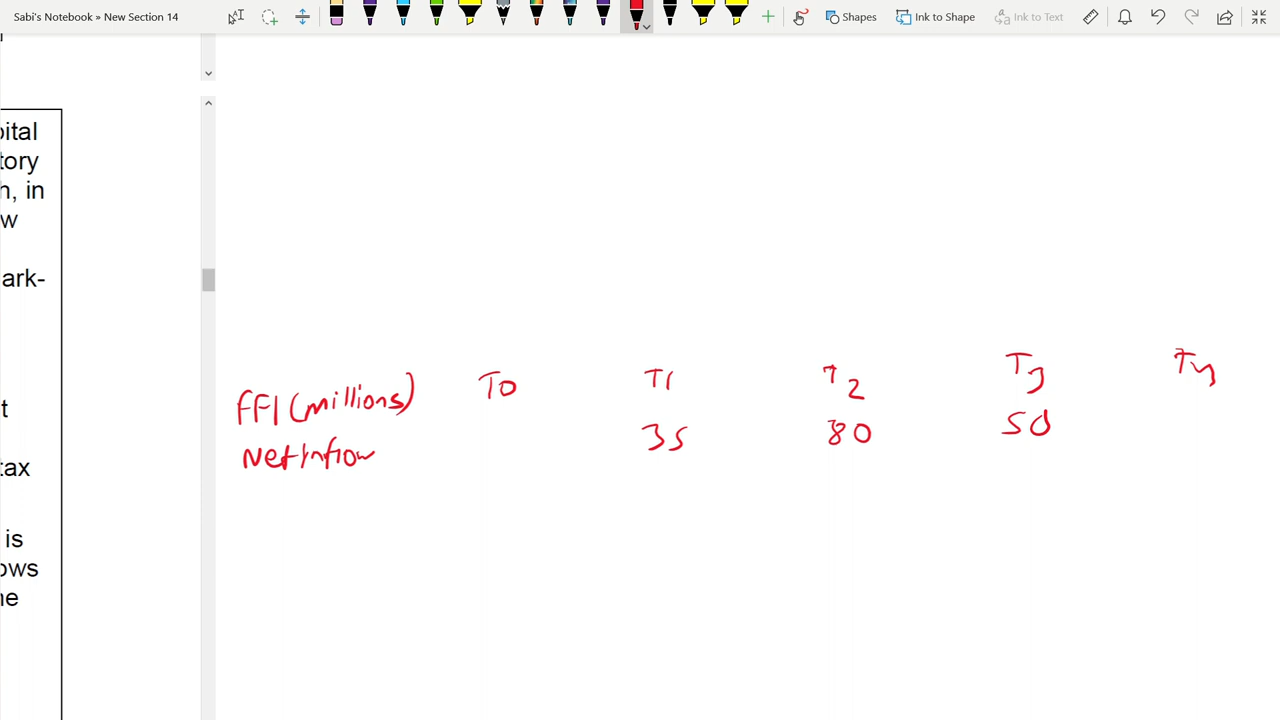 Sabi's Notebook » New Section 14
Shapes
Ink to Shape
Ink to Text
pital
tory
h, in
w
ark-
t
tax
is
ows
ne
FFI (millions) T0 T1 T2 T3 T4
Net inflow 35 80 50